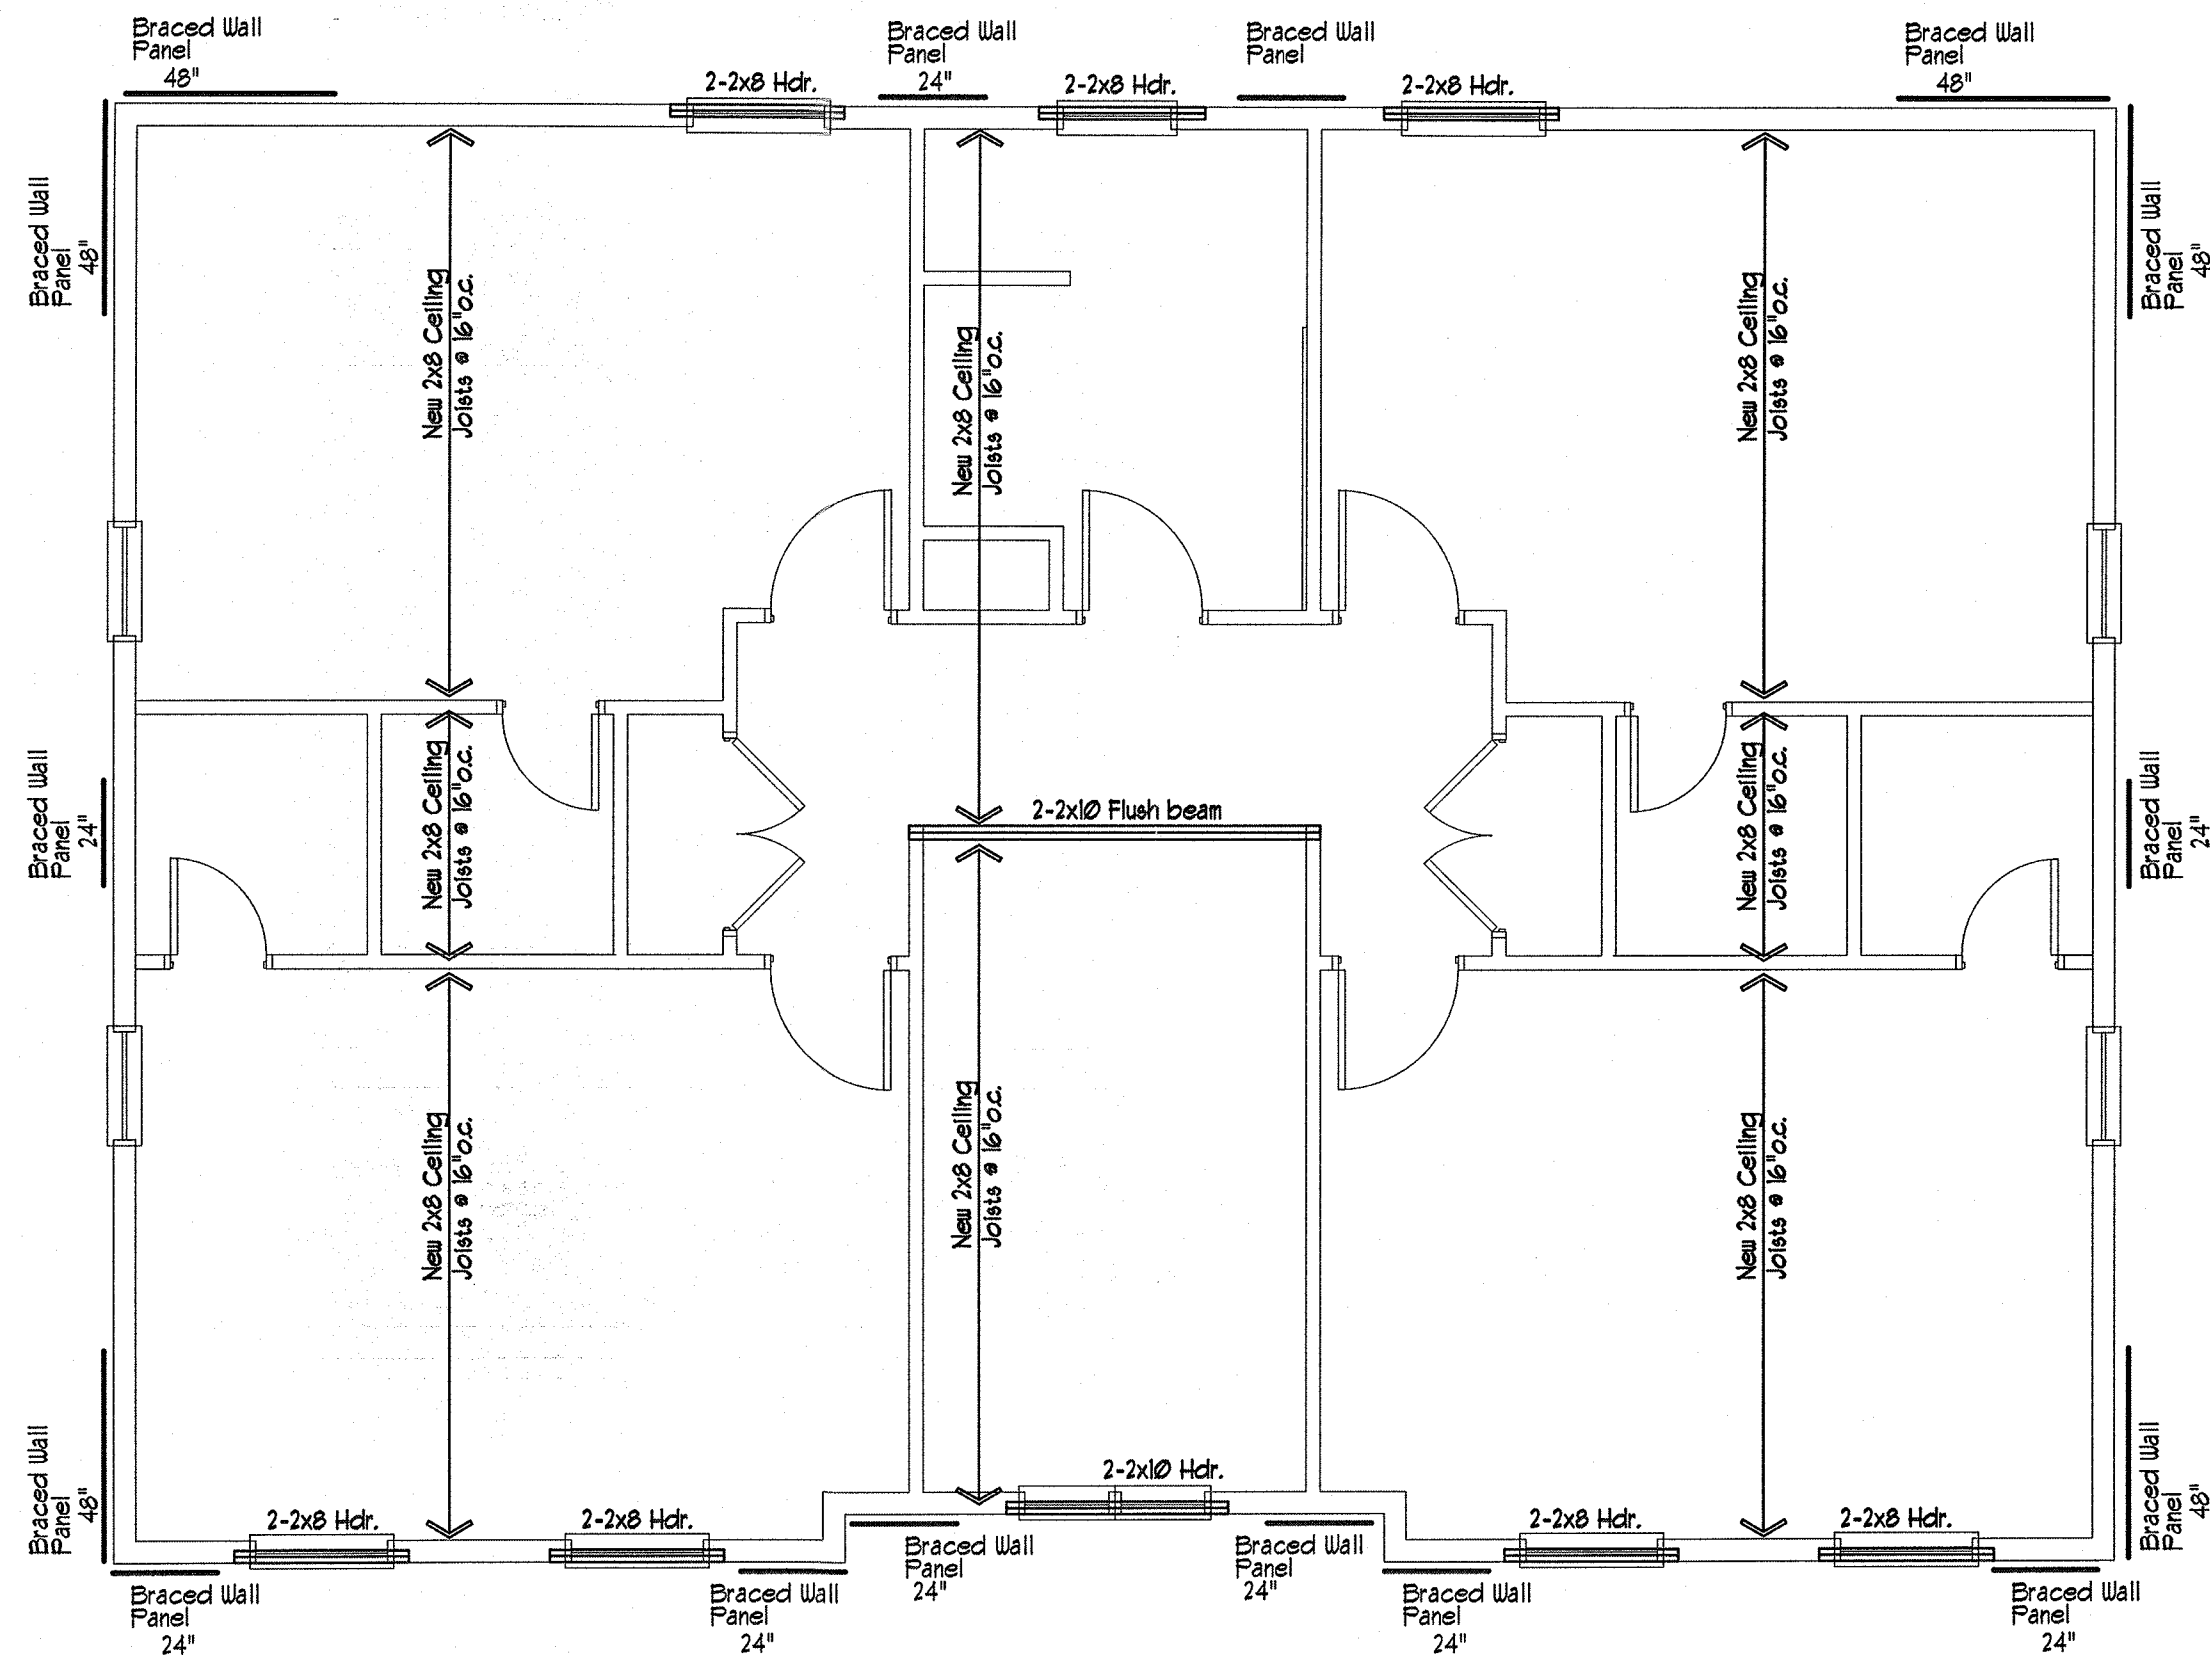 Braced Wall
Panel
48"
Braced Wall
Panel
24"
Braced Wall
Panel
Braced Wall
Panel
48"
2-2x8 Hdr.
2-2x8 Hdr.
2-2x8 Hdr.
Braced Wall
Panel
48"
New 2x8 Ceiling
Joists @ 16"o.c.
New 2x8 Ceiling
Joists @ 16"o.c.
New 2x8 Ceiling
Joists @ 16"o.c.
Braced Wall
Panel
48"
Braced Wall
Panel
24"
New 2x8 Ceiling
Joists @ 16"o.c.
2-2x10 Flush beam
New 2x8 Ceiling
Joists @ 16"o.c.
Braced Wall
Panel
24"
New 2x8 Ceiling
Joists @ 16"o.c.
New 2x8 Ceiling
Joists @ 16"o.c.
New 2x8 Ceiling
Joists @ 16"o.c.
Braced Wall
Panel
48"
2-2x8 Hdr.
2-2x8 Hdr.
2-2x10 Hdr.
2-2x8 Hdr.
2-2x8 Hdr.
Braced Wall
Panel
48"
Braced Wall
Panel
24"
Braced Wall
Panel
24"
Braced Wall
Panel
24"
Braced Wall
Panel
24"
Braced Wall
Panel
24"
Braced Wall
Panel
24"